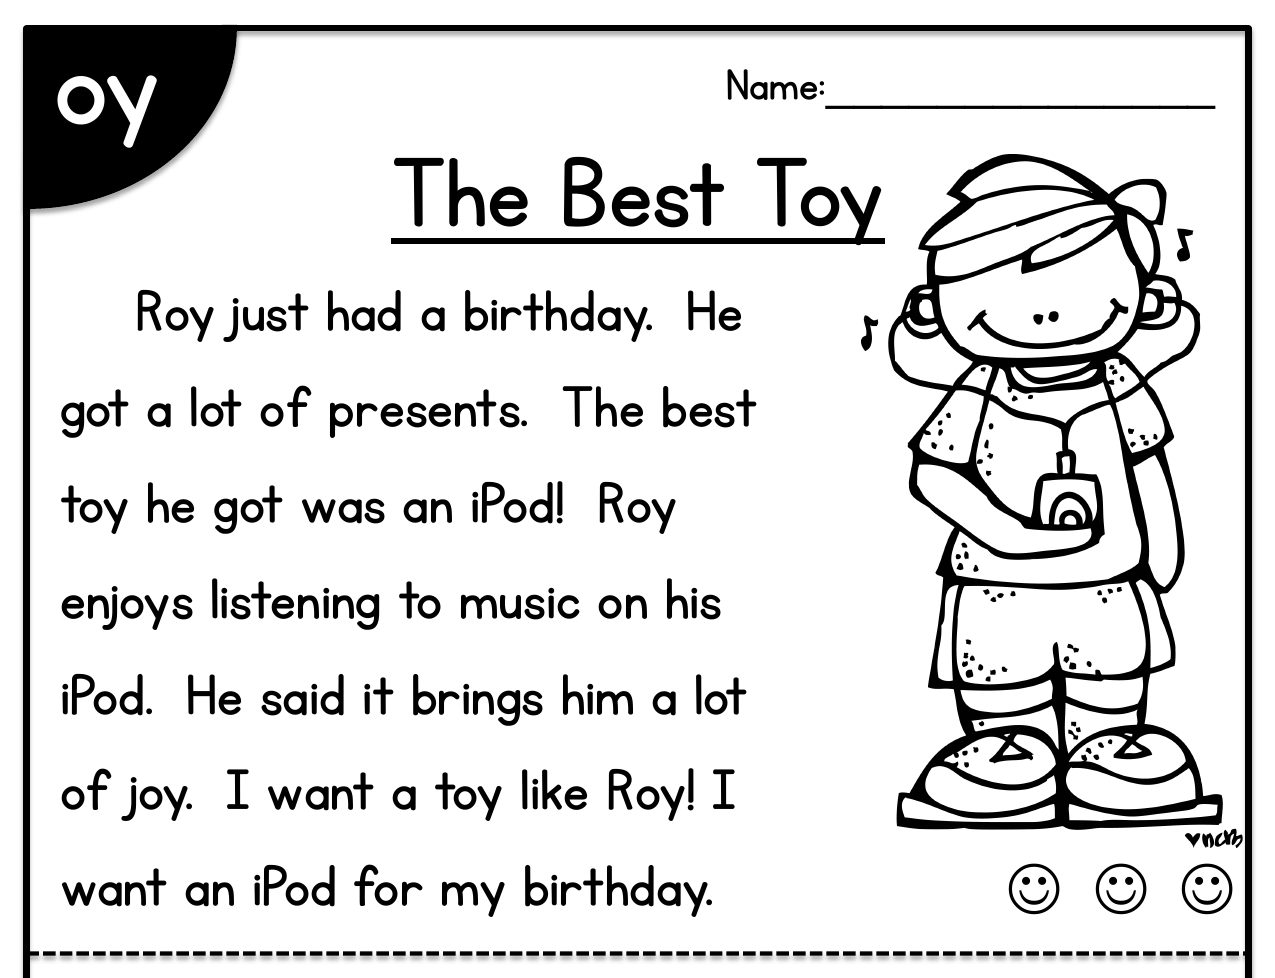 oy
Name:
The Best Toy
Roy just had a birthday. He
got a lot of presents. The best
toy he got was an iPod! Roy
enjoys listening to music on his
iPod. He said it brings him a lot
of joy. I want a toy like Roy! I
want an iPod for my birthday.